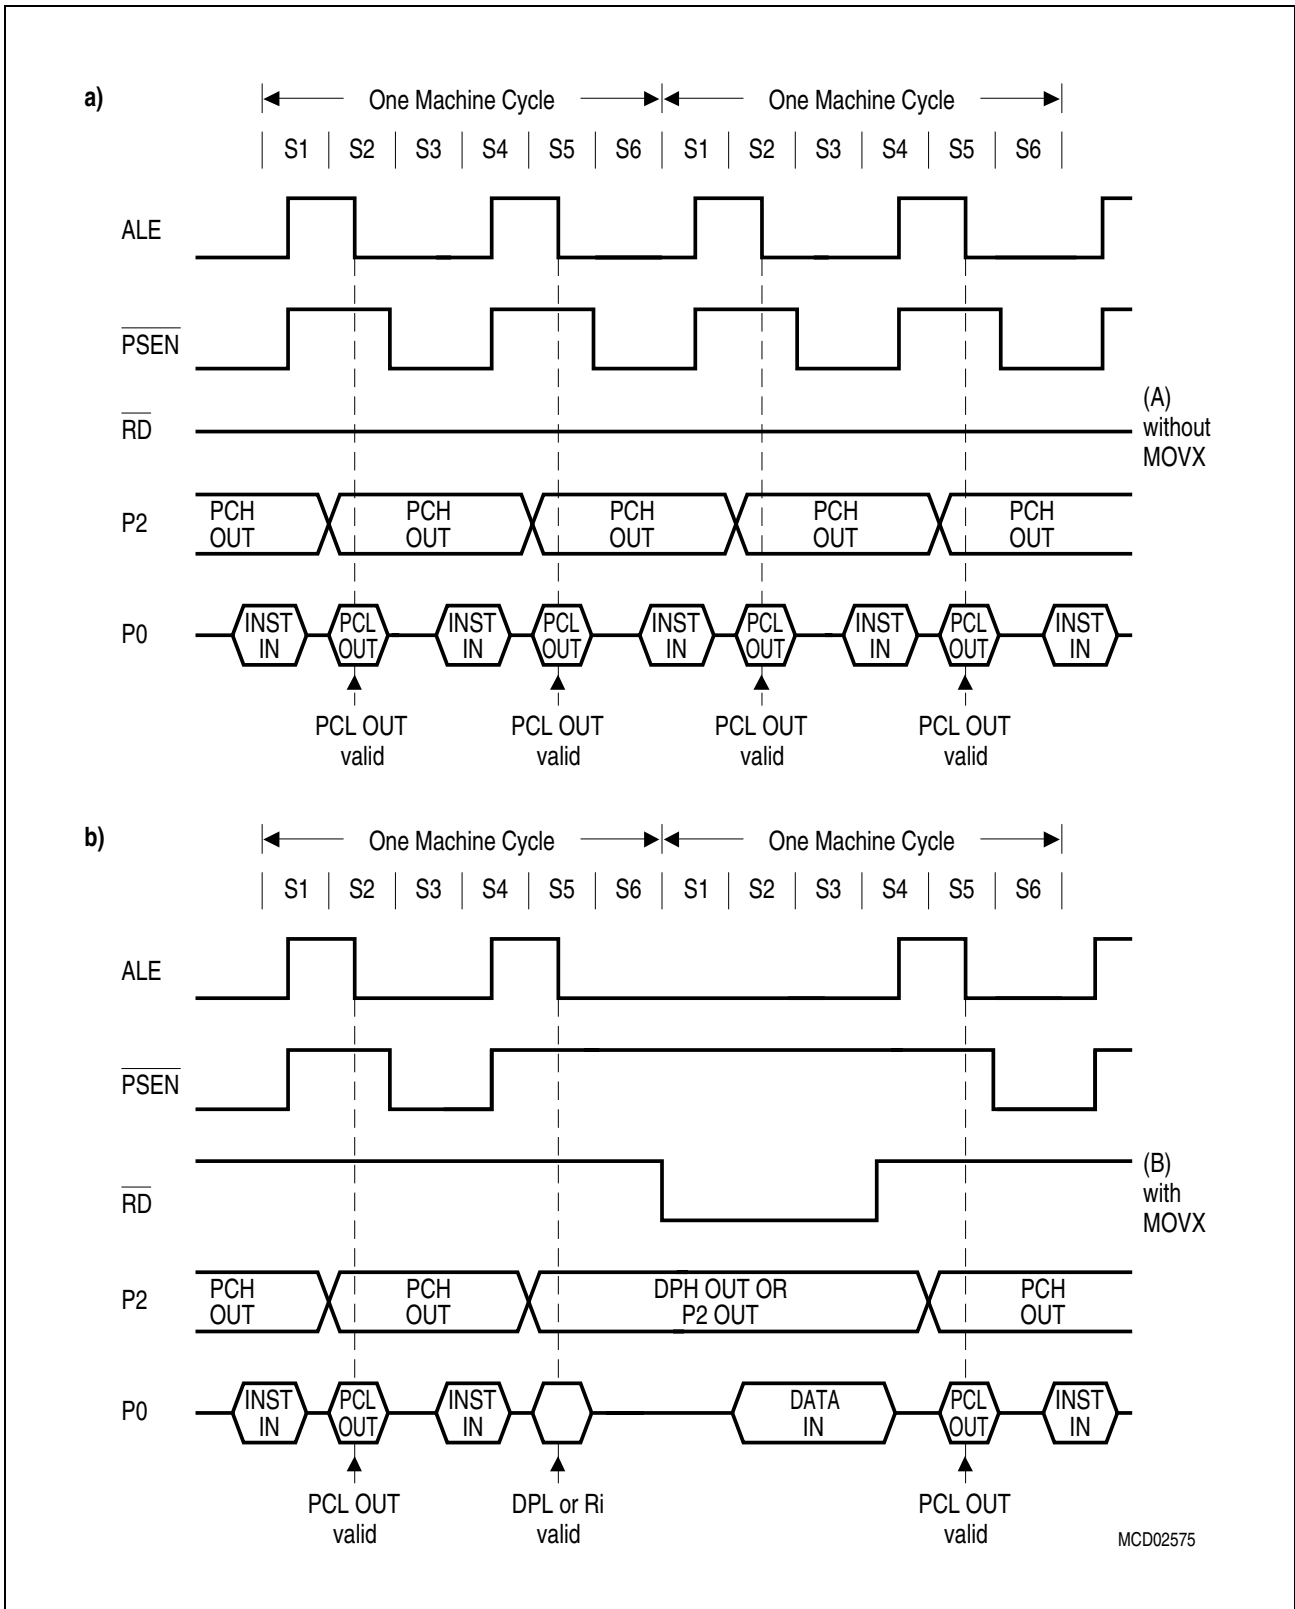 a)
One Machine Cycle One Machine Cycle
S1 S2 S3 S4 S5 S6 S1 S2 S3 S4 S5 S6
ALE
PSEN
(A)
RD
without
MOVX
P2
PCH PCH PCH PCH PCH
OUT OUT OUT OUT OUT
P0
INST PCL INST PCL INST PCL INST PCL INST
IN OUT IN OUT IN OUT IN OUT IN
PCL OUT PCL OUT PCL OUT PCL OUT
valid valid valid valid
b)
One Machine Cycle One Machine Cycle
S1 S2 S3 S4 S5 S6 S1 S2 S3 S4 S5 S6
ALE
PSEN
(B)
RD
with
MOVX
P2
PCH PCH DPH OUT OR PCH
OUT OUT P2 OUT OUT
P0
INST PCL INST DATA PCL INST
IN OUT IN IN OUT IN
PCL OUT DPL or Ri PCL OUT
valid valid valid
MCD02575